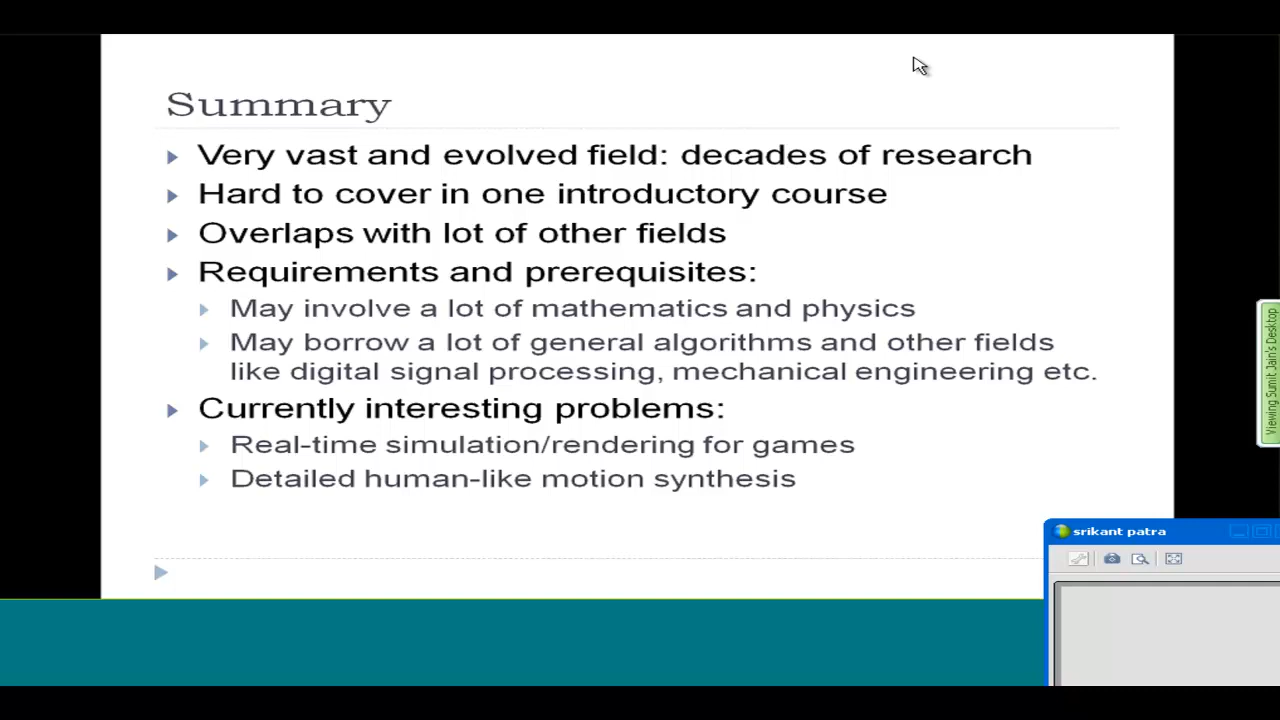 Summary
Very vast and evolved field: decades of research
Hard to cover in one introductory course
Overlaps with lot of other fields
Requirements and prerequisites:
May involve a lot of mathematics and physics
May borrow a lot of general algorithms and other fields
like digital signal processing, mechanical engineering etc.
Currently interesting problems:
Real-time simulation/rendering for games
Detailed human-like motion synthesis
Viewing Sumit Jain's Desktop
srikant patra